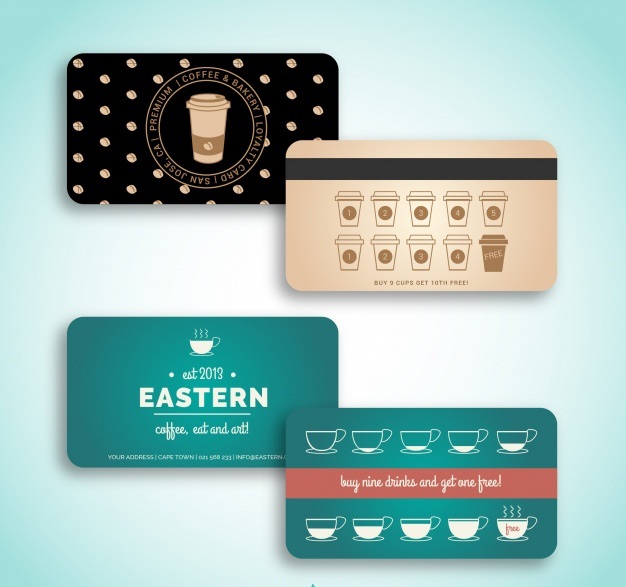 PREMIUM | COFFEE & BAKERY | LOYALTY CARD | SAN JOSE, CA |
1 2 3 4 5
1 2 3 4 FREE
BUY 9 CUPS GET 10TH FREE!
• est 2013 •
EASTERN
coffee, eat and art!
YOUR ADDRESS | CAPE TOWN | 021 568 233 | INFO@EASTERN.
buy nine drinks and get one free!
free